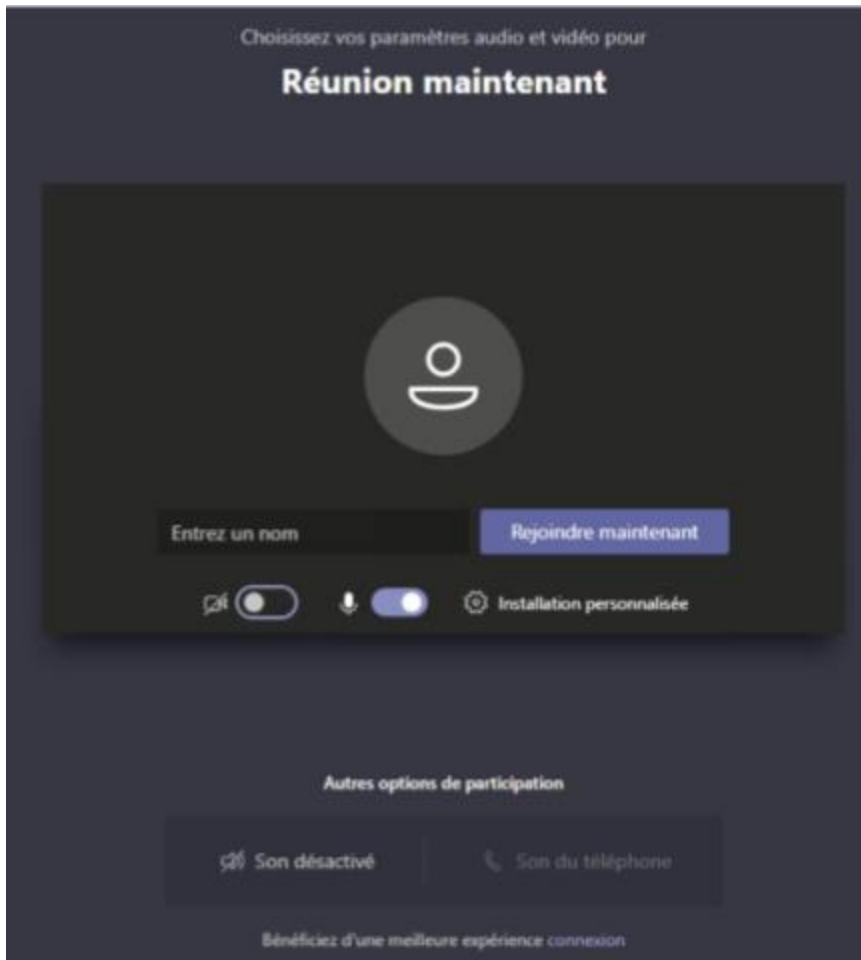 Choisissez vos paramètres audio et vidéo pour
Réunion maintenant
Entrez un nom
Rejoindre maintenant
Installation personnalisée
Autres options de participation
Son désactivé
Son du téléphone
Bénéficiez d'une meilleure expérience connexion